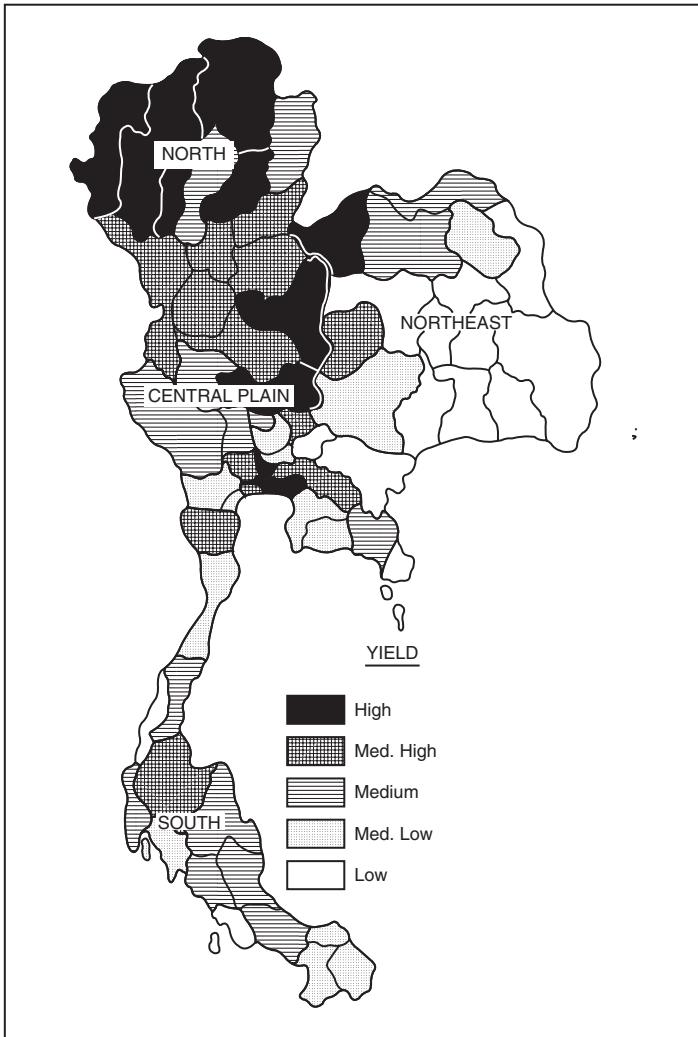 NORTH
NORTHEAST
CENTRAL PLAIN
YIELD
High
Med. High
Medium
SOUTH
Med. Low
Low